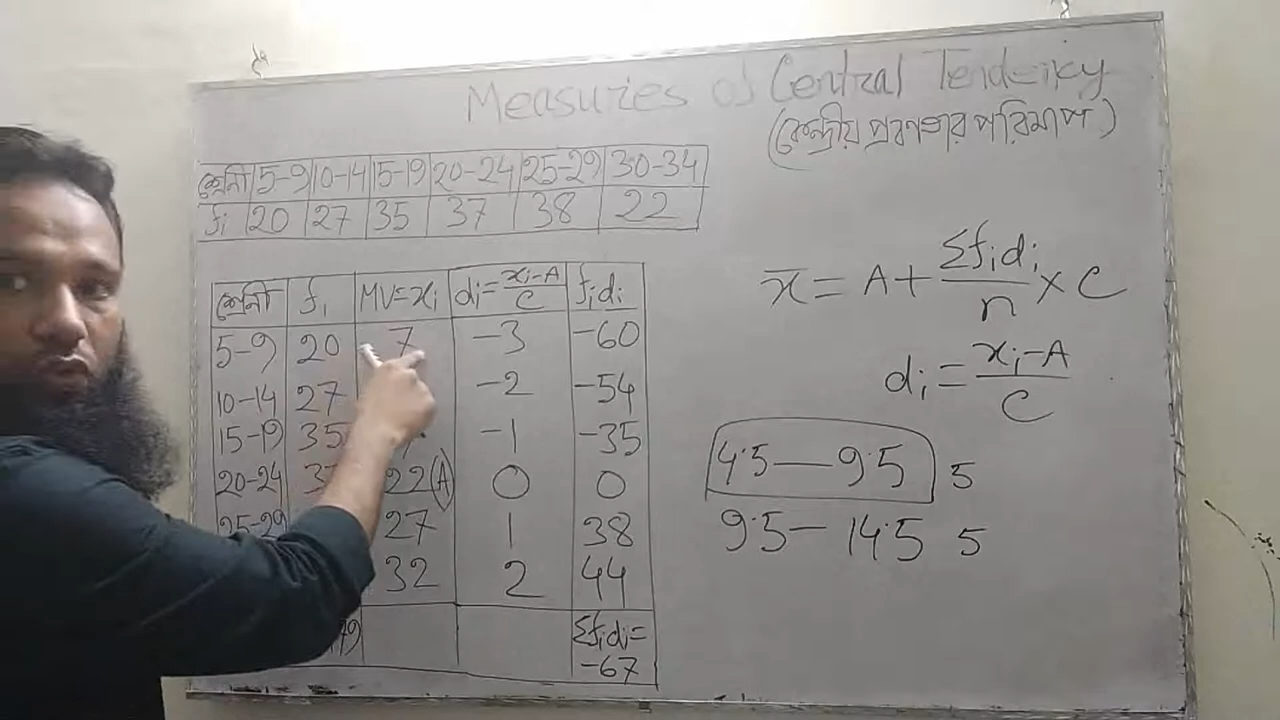 Measures of Central Tendency
(কেন্দ্রীয় প্রবণতার পরিমাপ)
শ্রেনী 5-9 10-14 15-19 20-24 25-29 30-34
fi 20 27 35 37 38 22
শ্রেনী fi MV=xi di=xi-A/C fidi
5-9 20 7 -3 -60
10-14 27 -2 -54
15-19 35 -1 -35
20-24 22(A) 0 0
25-29 27 1 38
32 2 44
Σfidi=
-67
x̄=A+Σfidi/n×C
di=xi-A/C
4.5—9.5 5
9.5—14.5 5